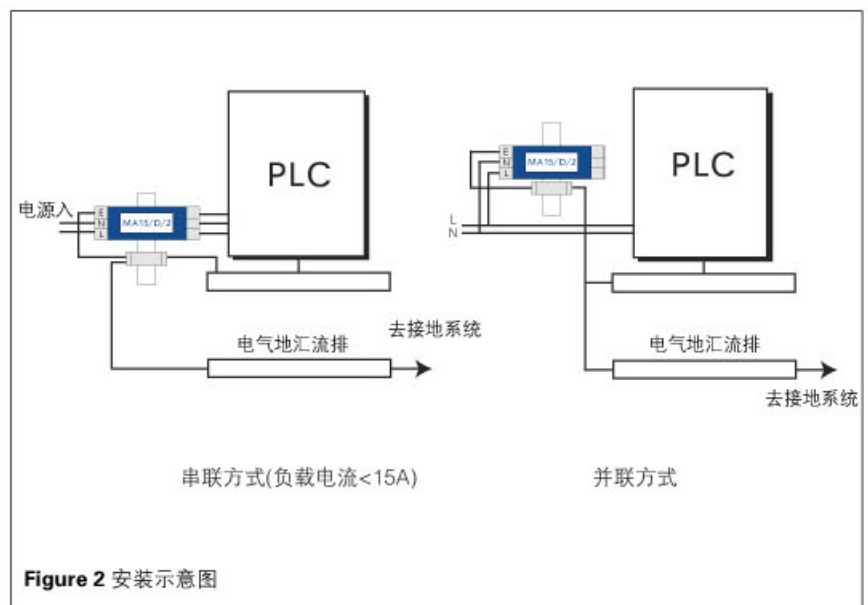 PLC
电源入
E
N
L
MA15/D/2
电气地汇流排
去接地系统
串联方式(负载电流<15A)
PLC
E
N
L
MA15/D/2
L
N
电气地汇流排
去接地系统
并联方式
Figure 2 安装示意图